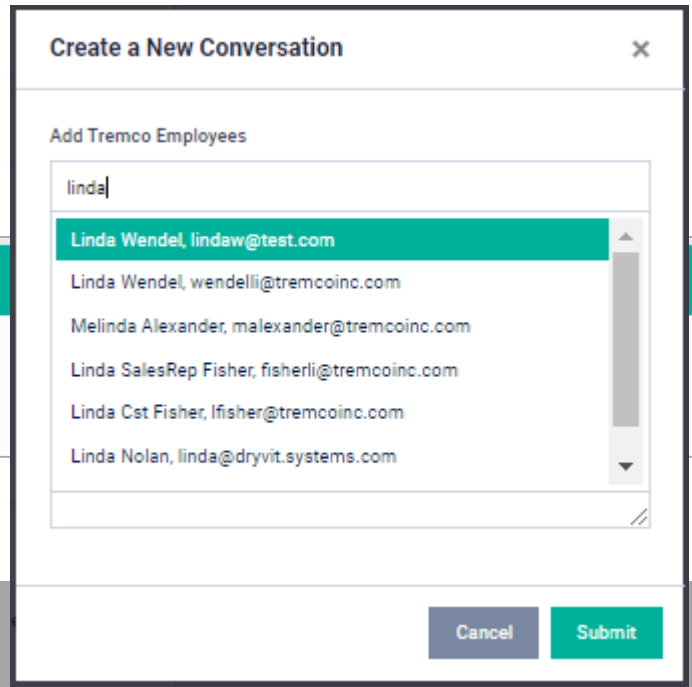 Create a New Conversation
Add Tremco Employees
linda
Linda Wendel, lindaw@test.com
Linda Wendel, wendelli@tremcoinc.com
Melinda Alexander, malexander@tremcoinc.com
Linda SalesRep Fisher, fisherli@tremcoinc.com
Linda Cst Fisher, lfisher@tremcoinc.com
Linda Nolan, linda@dryvit.systems.com
Cancel Submit